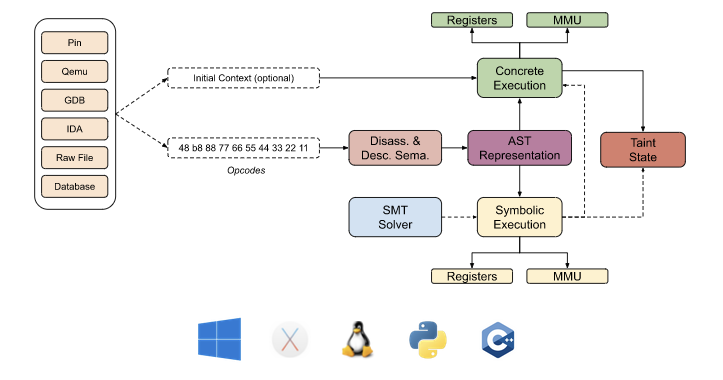 Pin
Qemu
GDB
IDA
Raw File
Database
Initial Context (optional)
48 b8 88 77 66 55 44 33 22 11
Opcodes
Disass. &
Desc. Sema.
SMT
Solver
Registers
MMU
Concrete
Execution
AST
Representation
Symbolic
Execution
Registers
MMU
Taint
State
C++